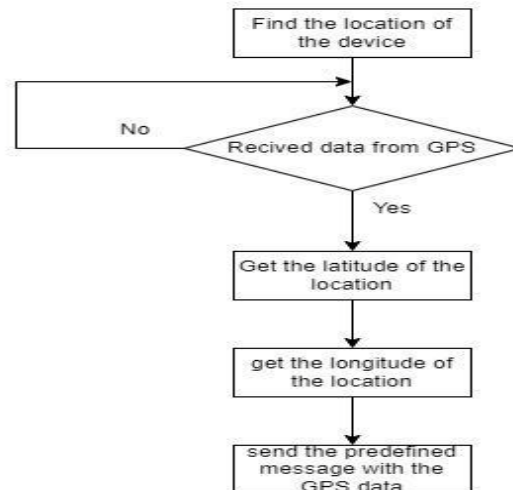 Find the location of
the device
No
Recived data from GPS
Yes
Get the latitude of the
location
get the longitude of
the location
send the predefined
message with the
GPS data